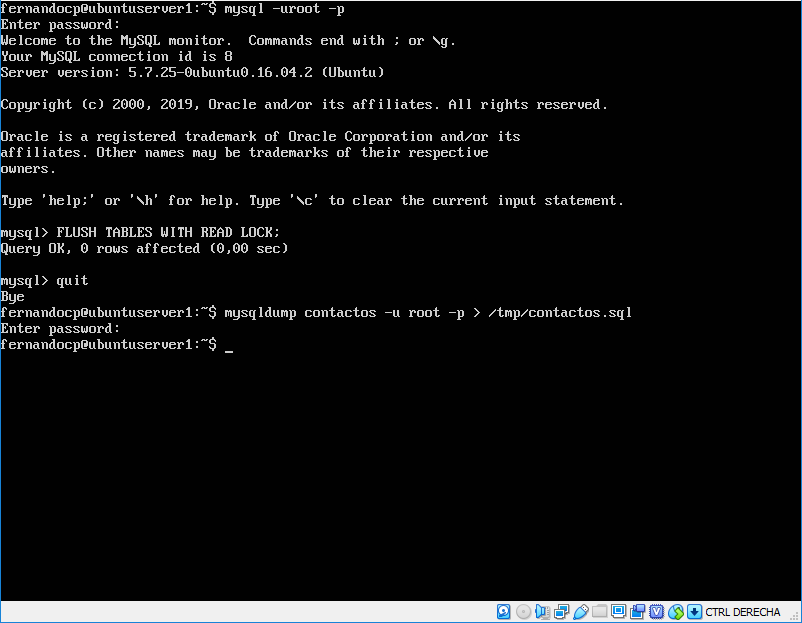 fernandocp@ubuntuserver1:~$ mysql -uroot -p
Enter password:
Welcome to the MySQL monitor.  Commands end with ; or \g.
Your MySQL connection id is 8
Server version: 5.7.25-0ubuntu0.16.04.2 (Ubuntu)
Copyright (c) 2000, 2019, Oracle and/or its affiliates. All rights reserved.
Oracle is a registered trademark of Oracle Corporation and/or its
affiliates. Other names may be trademarks of their respective
owners.
Type 'help;' or '\h' for help. Type '\c' to clear the current input statement.
mysql> FLUSH TABLES WITH READ LOCK;
Query OK, 0 rows affected (0,00 sec)
mysql> quit
Bye
fernandocp@ubuntuserver1:~$ mysqldump contactos -u root -p > /tmp/contactos.sql
Enter password:
fernandocp@ubuntuserver1:~$ _
CTRL DERECHA